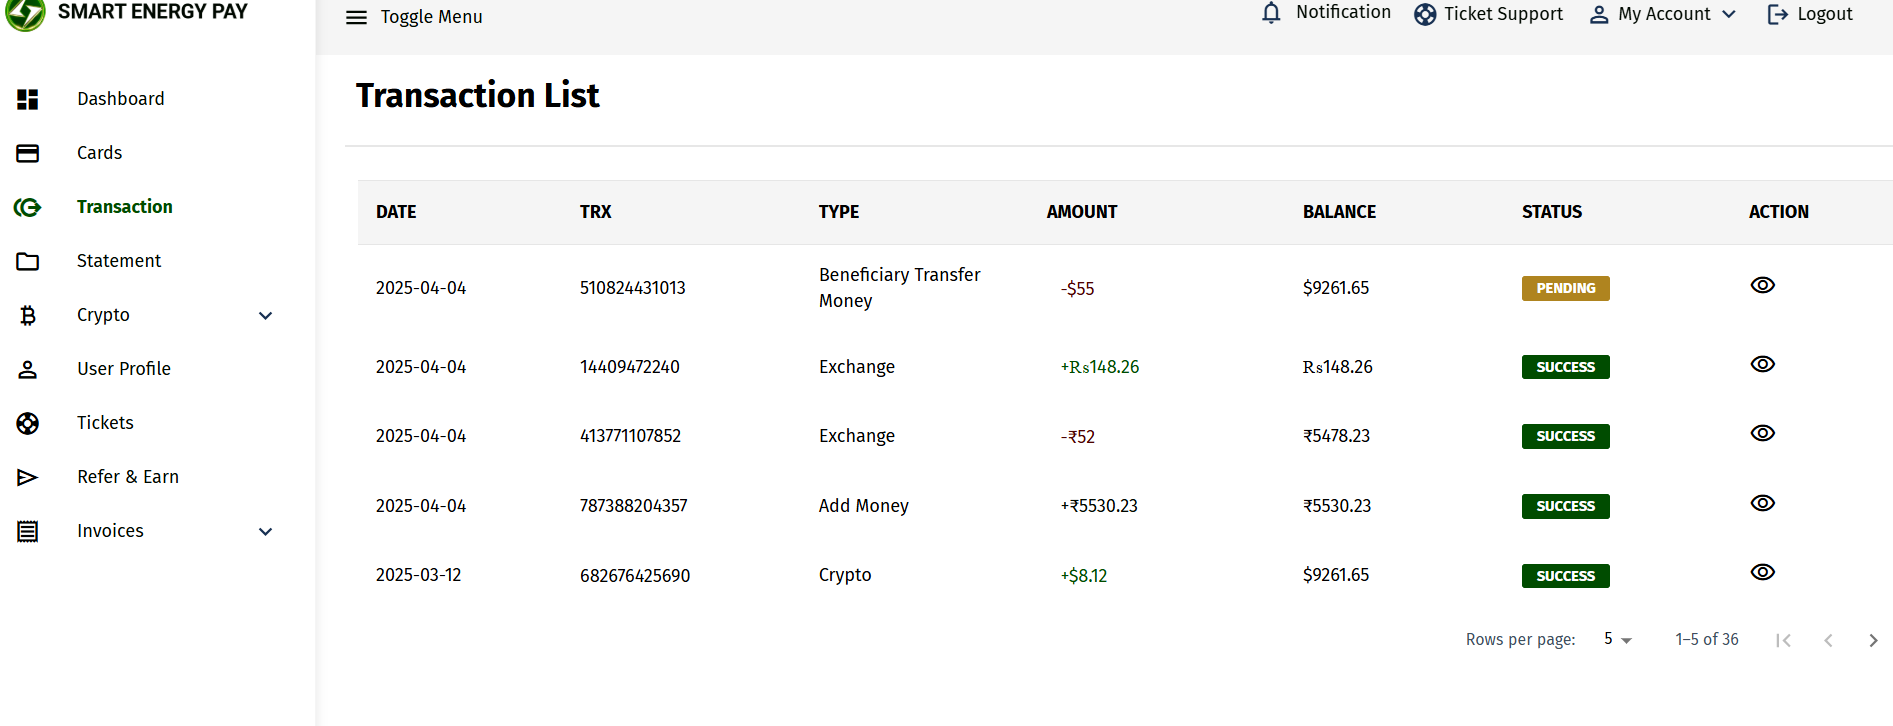 SMART ENERGY PAY
Toggle Menu
Notification
Ticket Support
My Account
Logout
Dashboard
Cards
Transaction
Statement
Crypto
User Profile
Tickets
Refer & Earn
Invoices
Transaction List
DATE TRX TYPE AMOUNT BALANCE STATUS ACTION
2025-04-04 510824431013 Beneficiary Transfer Money -$55 $9261.65 PENDING
2025-04-04 14409472240 Exchange +₨148.26 ₨148.26 SUCCESS
2025-04-04 413771107852 Exchange -₹52 ₹5478.23 SUCCESS
2025-04-04 787388204357 Add Money +₹5530.23 ₹5530.23 SUCCESS
2025-03-12 682676425690 Crypto +$8.12 $9261.65 SUCCESS
Rows per page: 5 1–5 of 36